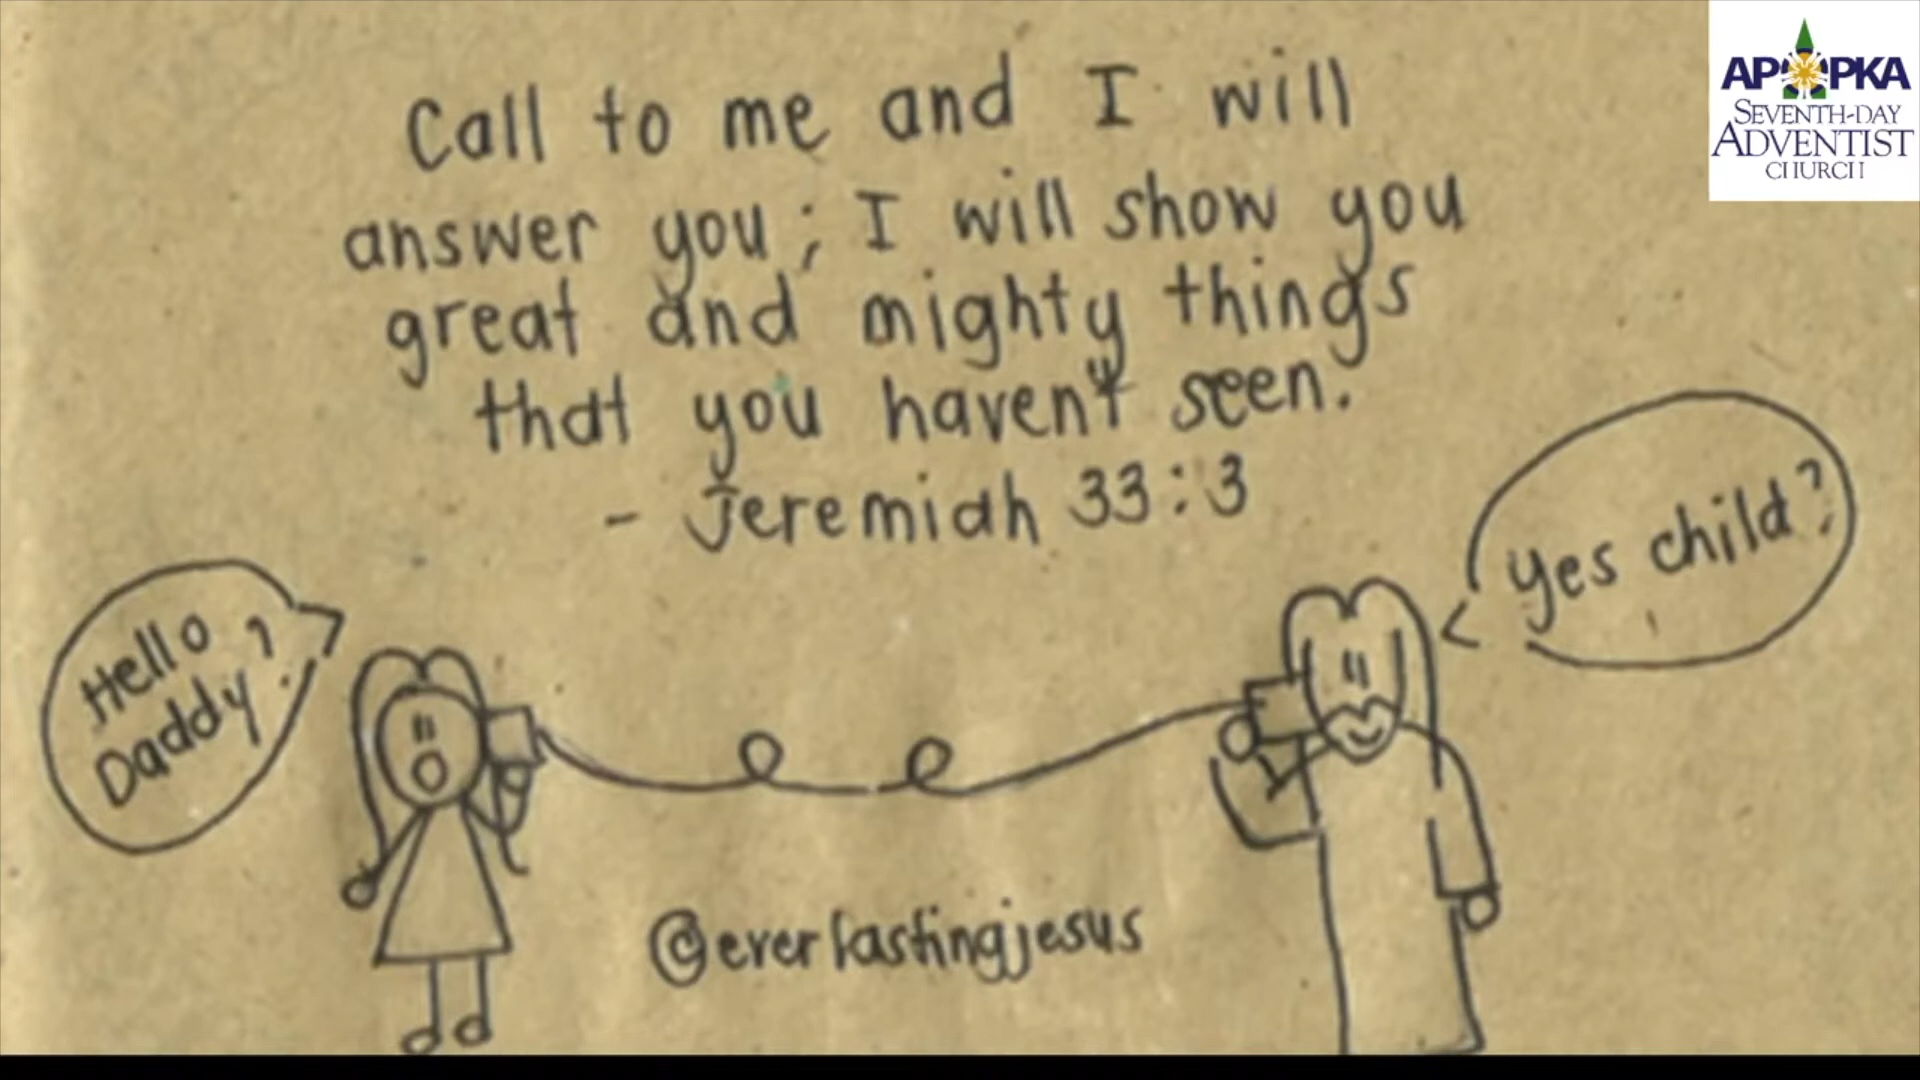 Call to me and I will
answer you; I will show you
great and mighty things
that you haven't seen.
- Jeremiah 33:3
Hello
Daddy?
Yes child?
@everlastingjesus
APOPKA
SEVENTH-DAY
ADVENTIST
CHURCH